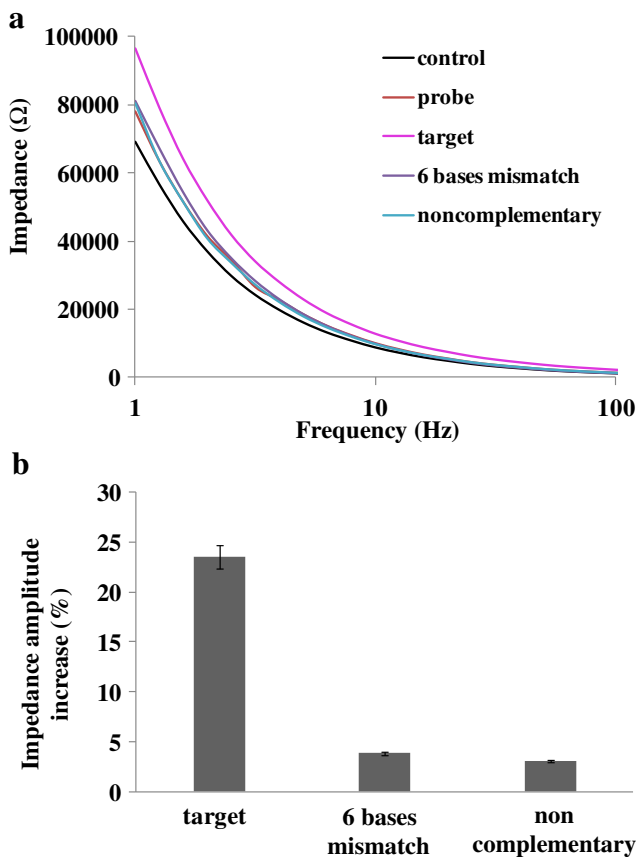 a
100000
80000
60000
40000
20000
0
Impedance (Ω)
control
probe
target
6 bases mismatch
noncomplementary
1
10
100
Frequency (Hz)
b
30
25
20
15
10
5
0
Impedance amplitude
increase (%)
target
6 bases
mismatch
non
complementary